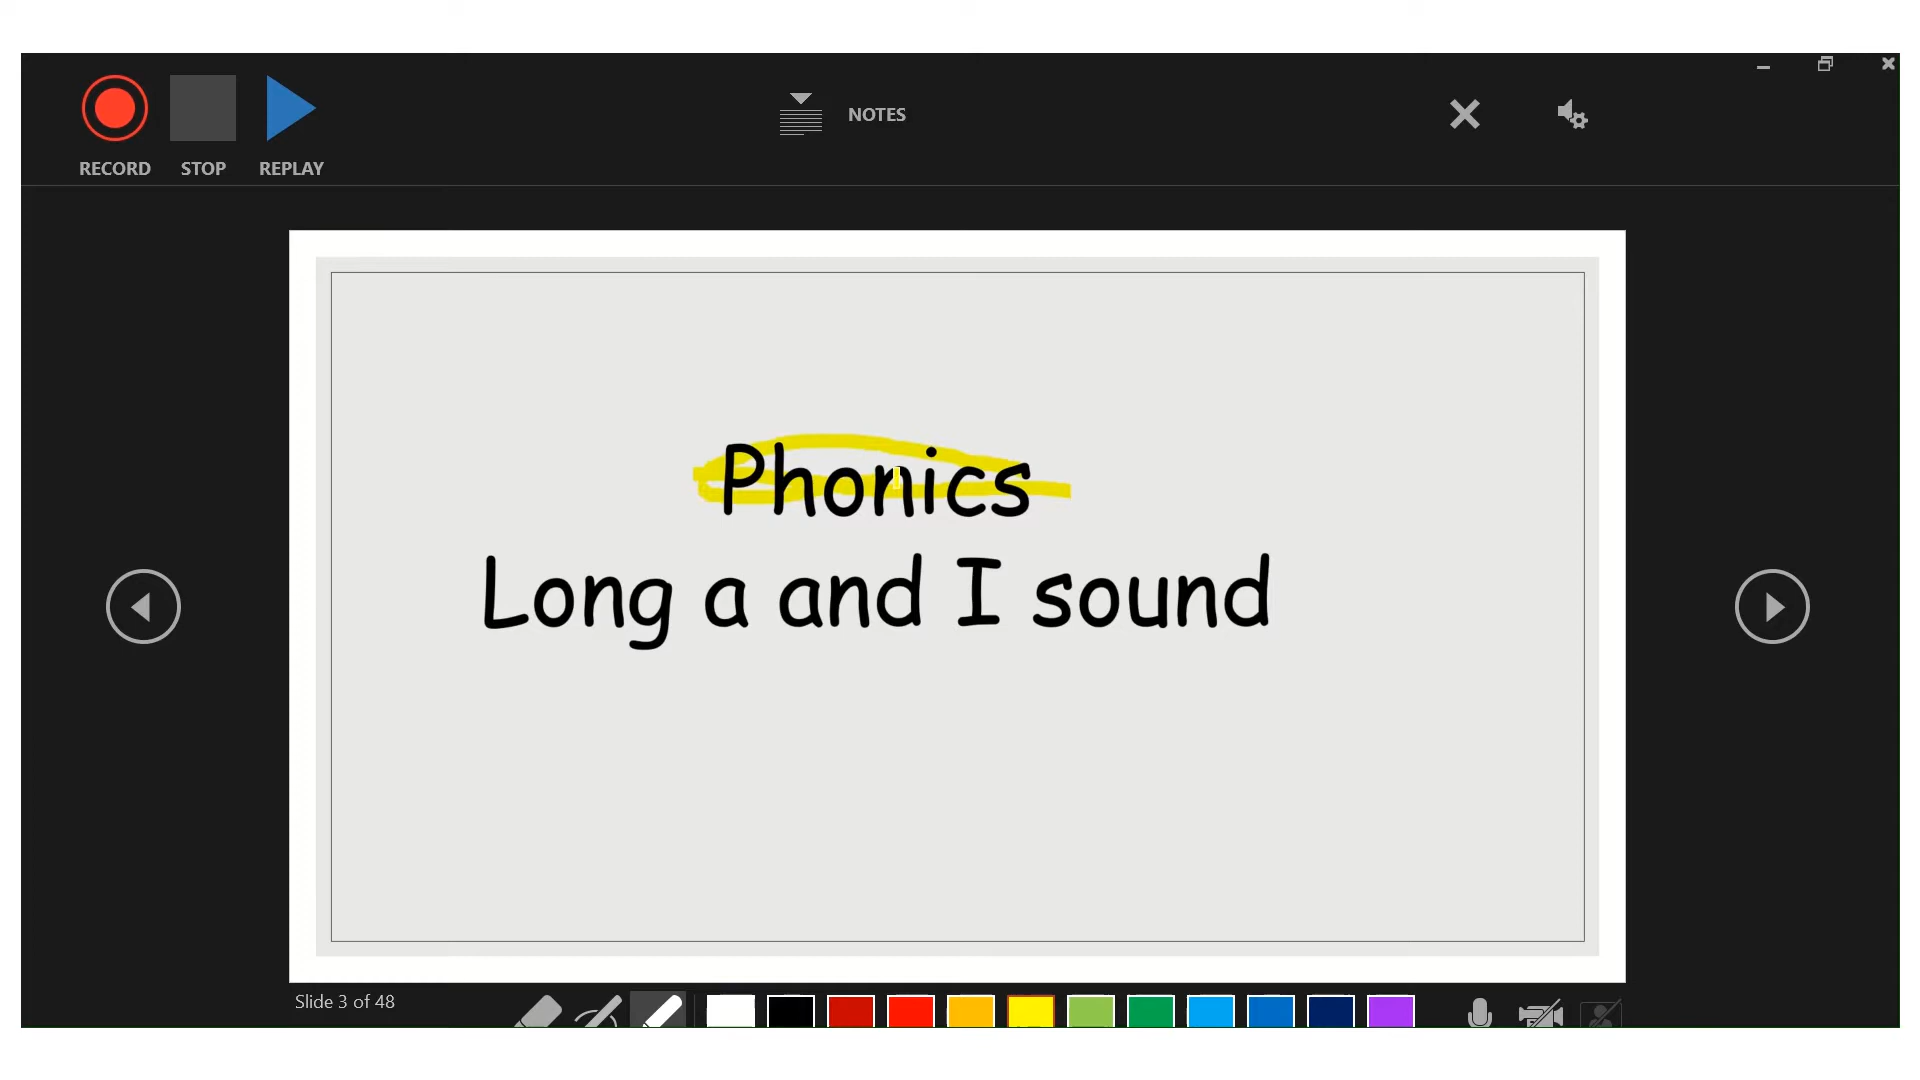 NOTES
RECORD STOP REPLAY
Phonics
Long a and I sound
Slide 3 of 48